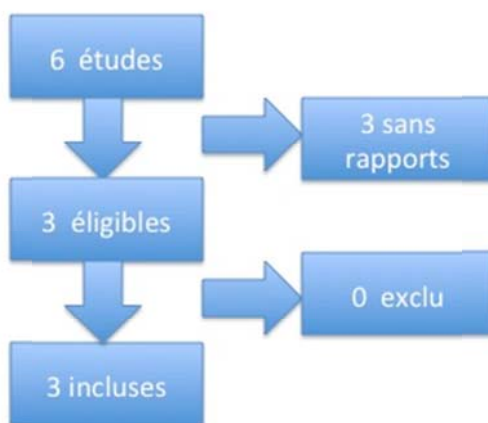 6 études
3 sans
rapports
3 éligibles
0 exclu
3 incluses